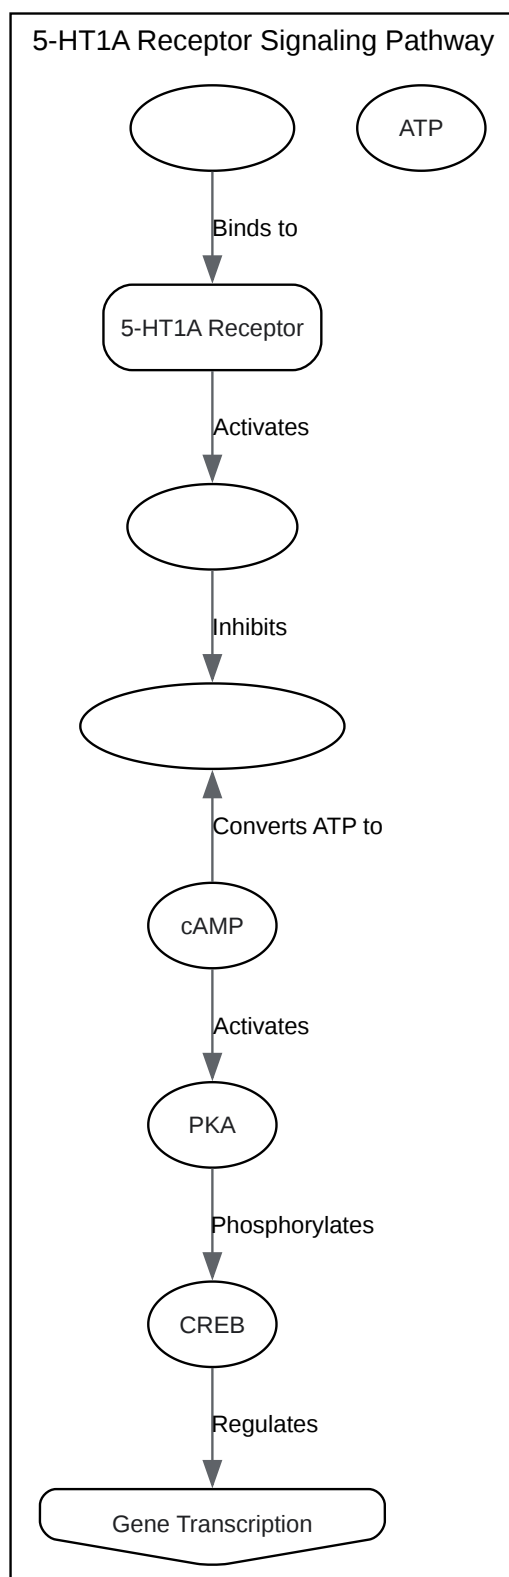 5-HT1A Receptor Signaling Pathway
ATP
Binds to
5-HT1A Receptor
Activates
Inhibits
Converts ATP to
cAMP
Activates
PKA
Phosphorylates
CREB
Regulates
Gene Transcription